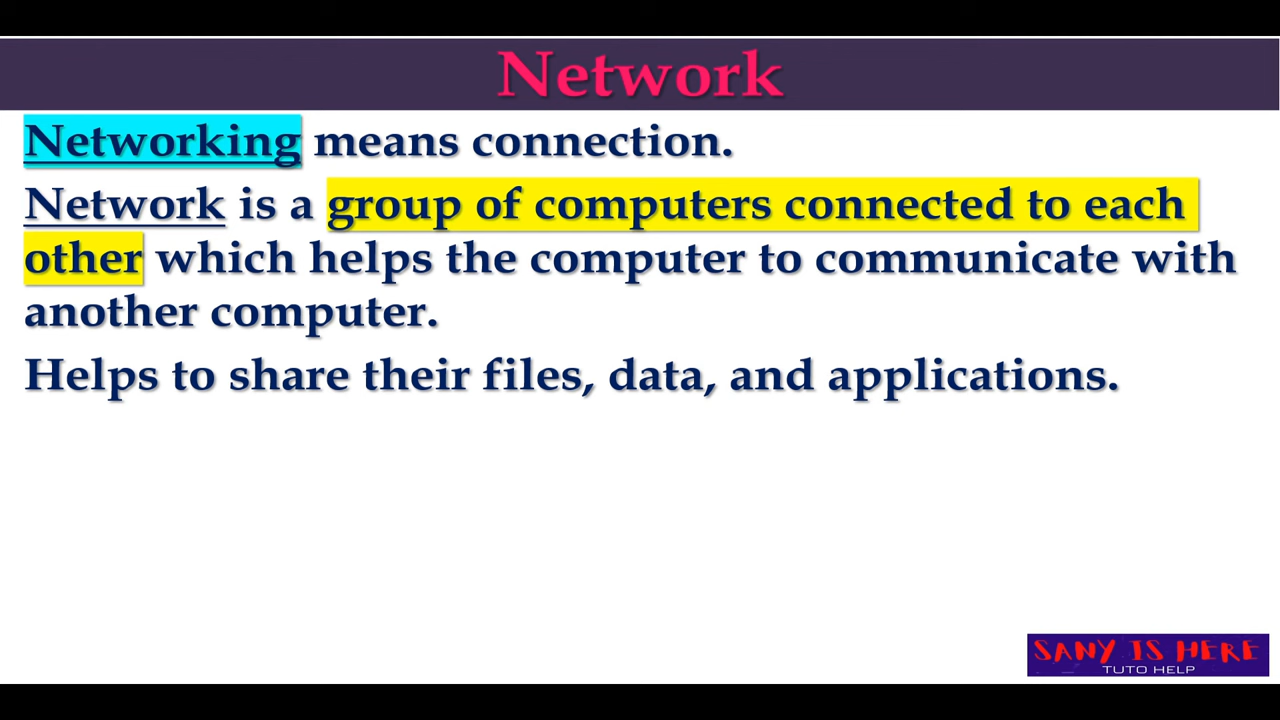 Network
Networking means connection.
Network is a group of computers connected to each
other which helps the computer to communicate with
another computer.
Helps to share their files, data, and applications.
SANY IS HERE
TUTO HELP